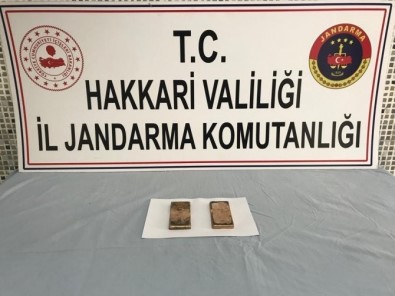 T.C.
HAKKARİ VALİLİĞİ
İL JANDARMA KOMUTANLIĞI
JANDARMA